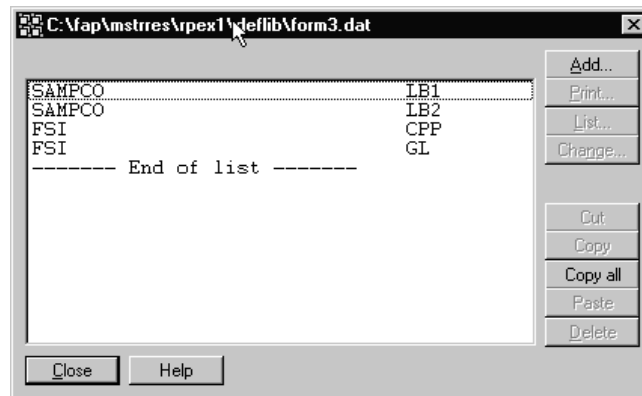 C:\fap\mstrres\rpex1\deflib\form3.dat
SAMPCO LB1
SAMPCO LB2
FSI CPP
FSI GL
------- End of list -------
Add...
Print...
List...
Change...
Cut
Copy
Copy all
Paste
Delete
Close Help